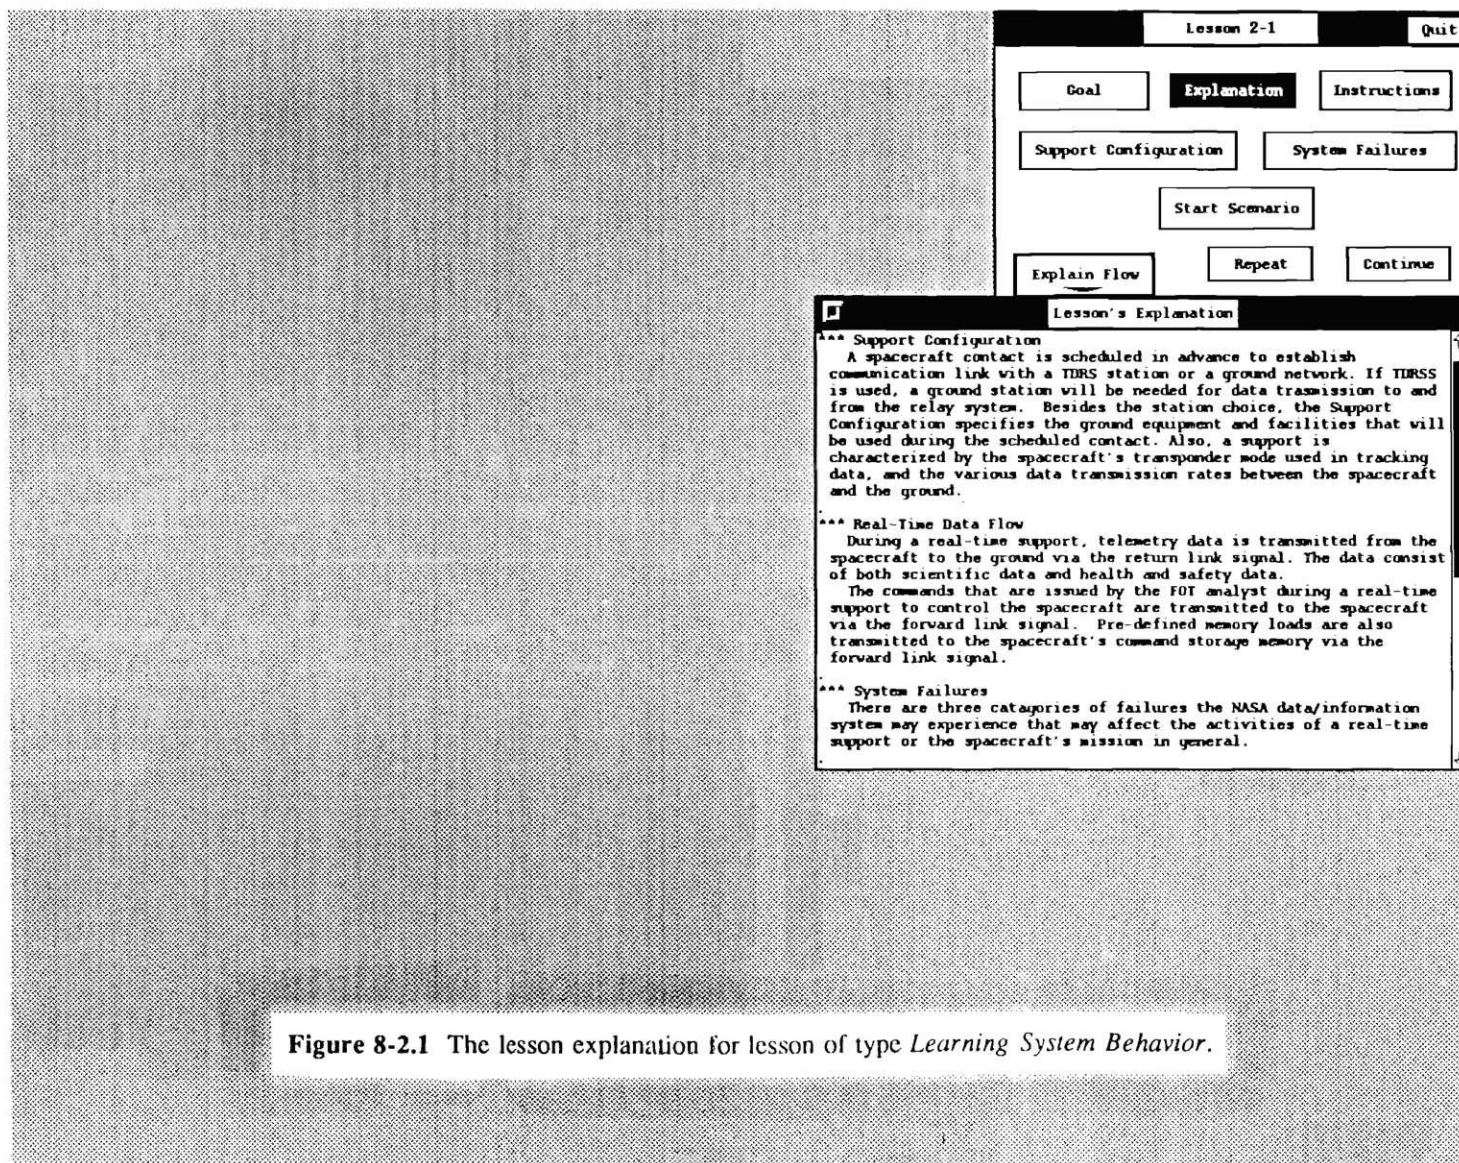 Lesson 2-1 Quit
Goal Explanation Instructions
Support Configuration System Failures
Start Scenario
Explain Flow Repeat Continue
Lesson's Explanation
*** Support Configuration
A spacecraft contact is scheduled in advance to establish
communication link with a TDRS station or a ground network. If TDRSS
is used, a ground station will be needed for data trasmission to and
from the relay system. Besides the station choice, the Support
Configuration specifies the ground equipment and facilities that will
be used during the scheduled contact. Also, a support is
characterized by the spacecraft's transponder mode used in tracking
data, and the various data transmission rates between the spacecraft
and the ground.
.
*** Real-Time Data Flow
During a real-time support, telemetry data is transmitted from the
spacecraft to the ground via the return link signal. The data consist
of both scientific data and health and safety data.
The commands that are issued by the FOT analyst during a real-time
support to control the spacecraft are transmitted to the spacecraft
via the forward link signal. Pre-defined memory loads are also
transmitted to the spacecraft's command storage memory via the
forward link signal.
.
*** System Failures
There are three catagories of failures the NASA data/information
system may experience that may affect the activities of a real-time
support or the spacecraft's mission in general.
.
Figure 8-2.1 The lesson explanation for lesson of type Learning System Behavior.